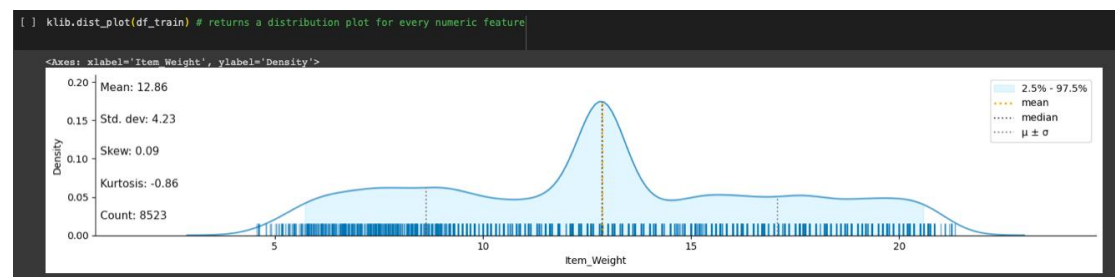 [ ] klib.dist_plot(df_train) # returns a distribution plot for every numeric feature
<Axes: xlabel='Item_Weight', ylabel='Density'>
0.20
0.15
0.10
0.05
0.00
Density
Mean: 12.86
Std. dev: 4.23
Skew: 0.09
Kurtosis: -0.86
Count: 8523
2.5% - 97.5%
mean
median
μ ± σ
5 10 15 20
Item_Weight